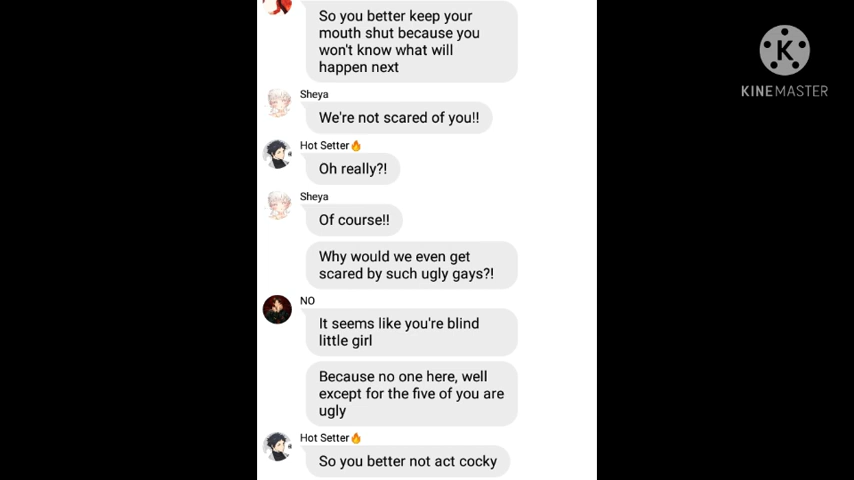 So you better keep your
mouth shut because you
won't know what will
happen next
Sheya
We're not scared of you!!
Hot Setter🔥
Oh really?!
Sheya
Of course!!
Why would we even get
scared by such ugly gays?!
NO
It seems like you're blind
little girl
Because no one here, well
except for the five of you are
ugly
Hot Setter🔥
So you better not act cocky
K
KINEMASTER